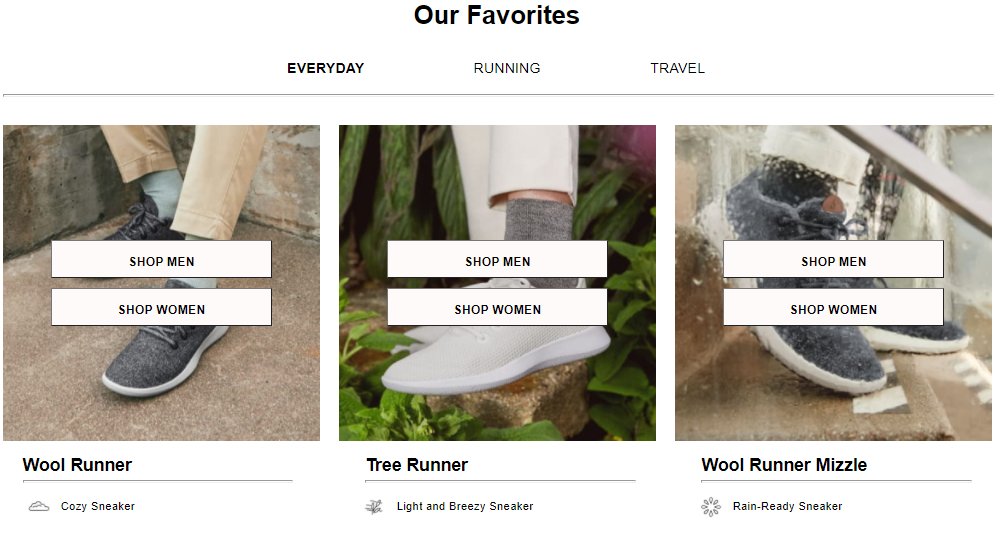 Our Favorites
EVERYDAY RUNNING TRAVEL
SHOP MEN SHOP MEN SHOP MEN
SHOP WOMEN SHOP WOMEN SHOP WOMEN
Wool Runner Tree Runner Wool Runner Mizzle
Cozy Sneaker Light and Breezy Sneaker Rain-Ready Sneaker